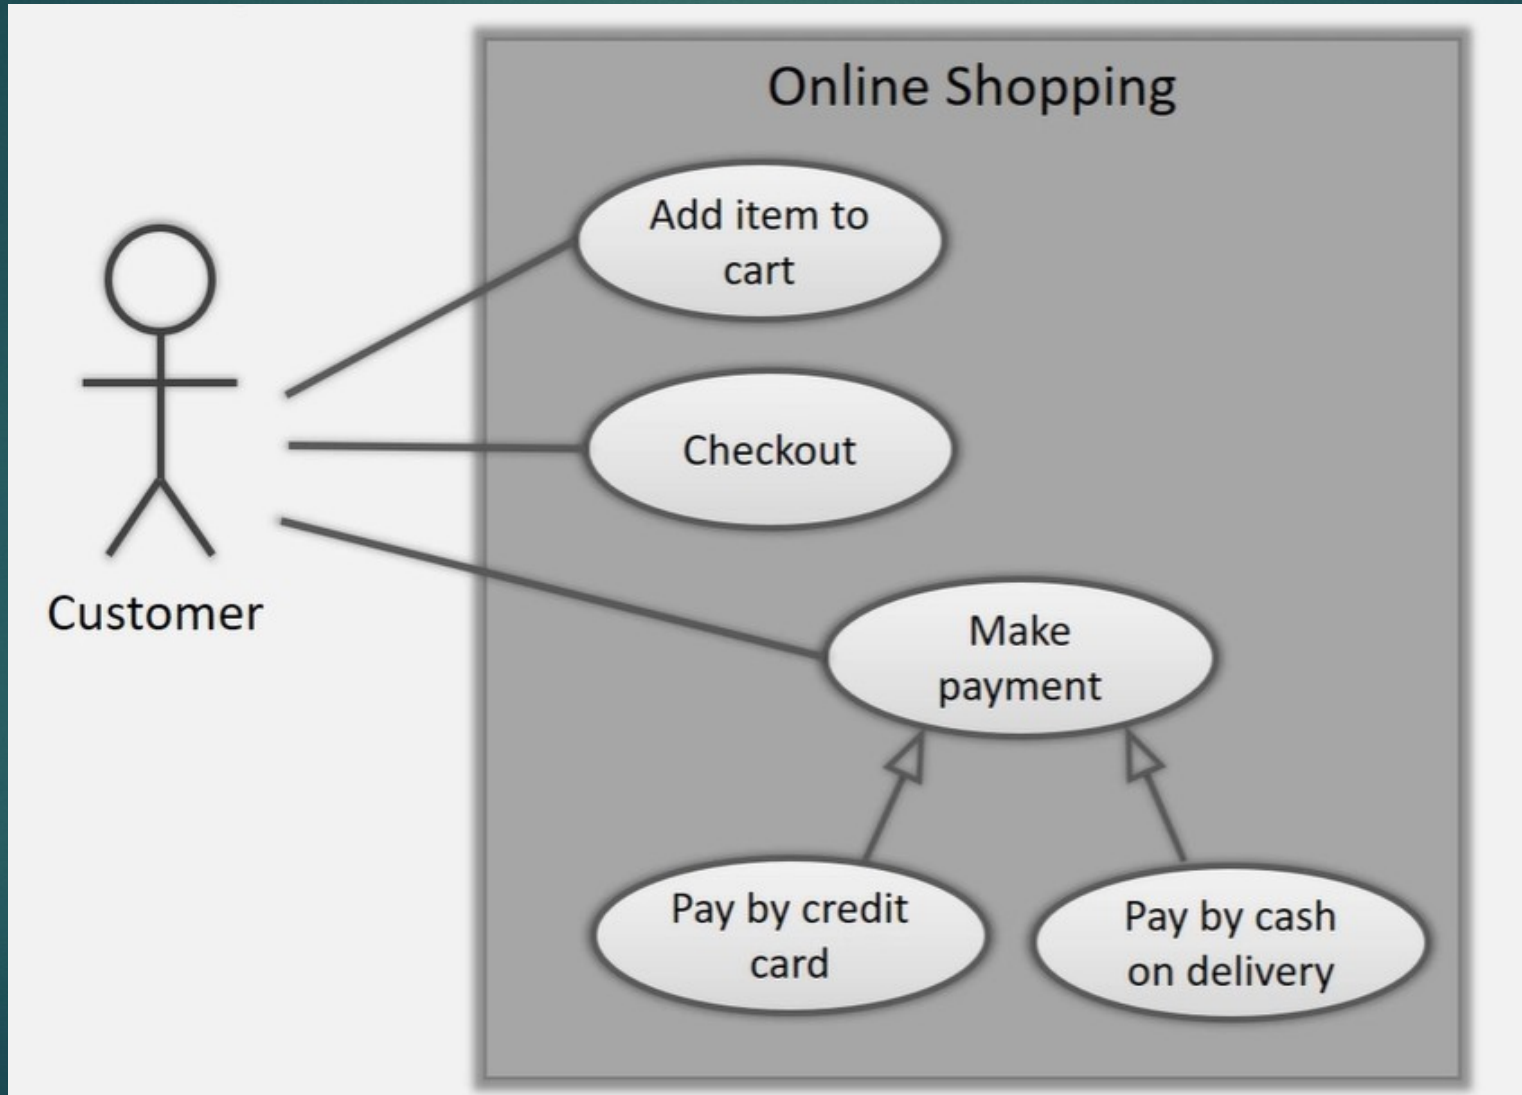 Online Shopping
Add item to
cart
Checkout
Customer
Make
payment
Pay by credit
card
Pay by cash
on delivery